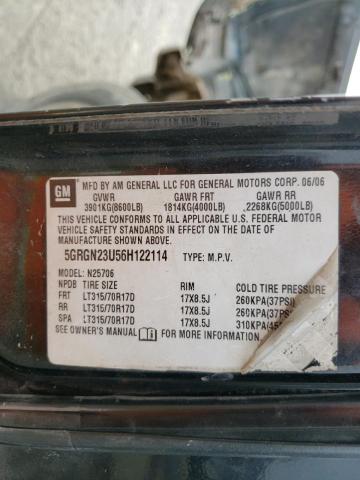 GM
MFD BY AM GENERAL LLC FOR GENERAL MOTORS CORP. 06/06
GVWR GAWR FRT GAWR RR
3901KG(8600LB) 1814KG(4000LB) 2268KG(5000LB)
THIS VEHICLE CONFORMS TO ALL APPLICABLE U.S. FEDERAL MOTOR
VEHICLE SAFETY STANDARDS IN EFFECT ON THE DATE OF
MANUFACTURE SHOWN ABOVE.
5GRGN23U56H122114 TYPE: M.P.V.
MODEL: N25706
NPDB TIRE SIZE RIM COLD TIRE PRESSURE
FRT LT315/70R17D 17X8.5J 260KPA(37PSI)
RR LT315/70R17D 17X8.5J 260KPA(37PSI)
SPA LT315/70R17D 17X8.5J 310KPA(45
SEE OWNER'S MANUAL FOR